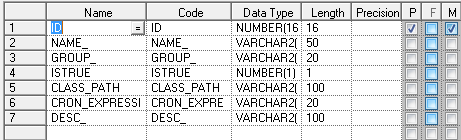 Name Code Data Type Length Precision P F M
1 ID = ID NUMBER(16 16
2 NAME_ NAME_ VARCHAR2( 50
3 GROUP_ GROUP_ VARCHAR2( 20
4 ISTRUE ISTRUE NUMBER(1) 1
5 CLASS_PATH CLASS_PATH VARCHAR2( 100
6 CRON_EXPRESSI CRON_EXPRE VARCHAR2( 20
7 DESC_ DESC_ VARCHAR2( 100